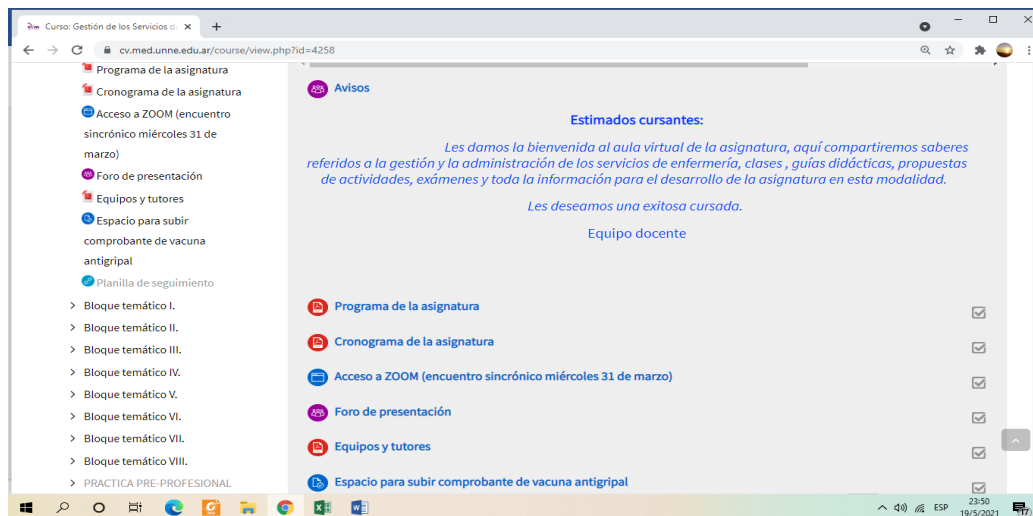 Curso: Gestión de los Servicios d
cv.med.unne.edu.ar/course/view.php?id=4258
Programa de la asignatura
Cronograma de la asignatura
Acceso a ZOOM (encuentro
sincrónico miércoles 31 de
marzo)
Foro de presentación
Equipos y tutores
Espacio para subir
comprobante de vacuna
antigripal
Planilla de seguimiento
Bloque temático I.
Bloque temático II.
Bloque temático III.
Bloque temático IV.
Bloque temático V.
Bloque temático VI.
Bloque temático VII.
Bloque temático VIII.
PRACTICA PRE-PROFESIONAL
Avisos
Estimados cursantes:
Les damos la bienvenida al aula virtual de la asignatura, aquí compartiremos saberes
referidos a la gestión y la administración de los servicios de enfermería, clases , guías didácticas, propuestas
de actividades, exámenes y toda la información para el desarrollo de la asignatura en esta modalidad.
Les deseamos una exitosa cursada.
Equipo docente
Programa de la asignatura
Cronograma de la asignatura
Acceso a ZOOM (encuentro sincrónico miércoles 31 de marzo)
Foro de presentación
Equipos y tutores
Espacio para subir comprobante de vacuna antigripal
ESP
23:50
19/5/2021